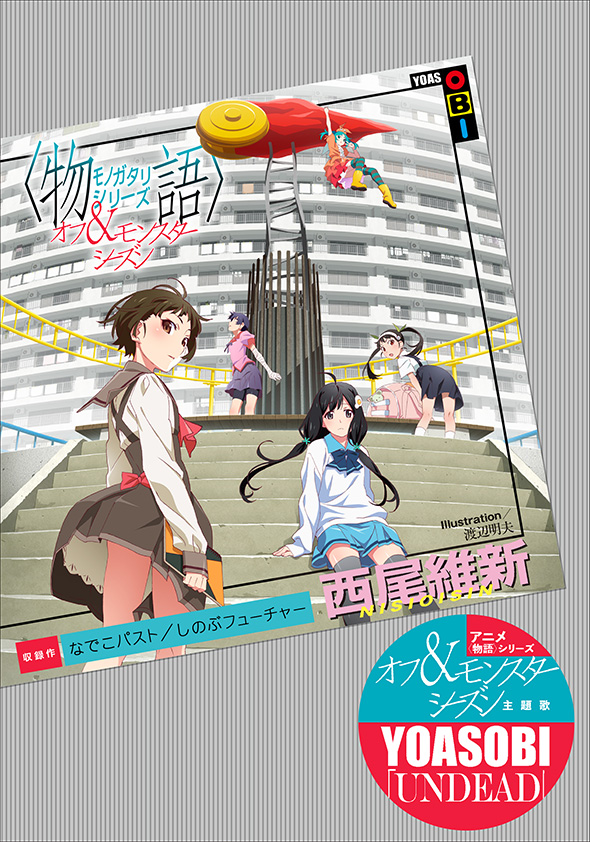 YOASOBI
〈物語〉
モノガタリ
シリーズ
オフ&モンスター
シーズン
Illustration/
渡辺明夫
西尾維新
NISIOISIN
収録作 なでこパスト/しのぶフューチャー
アニメ
〈物語〉シリーズ
オフ&モンスター
シーズン 主題歌
YOASOBI
「UNDEAD」